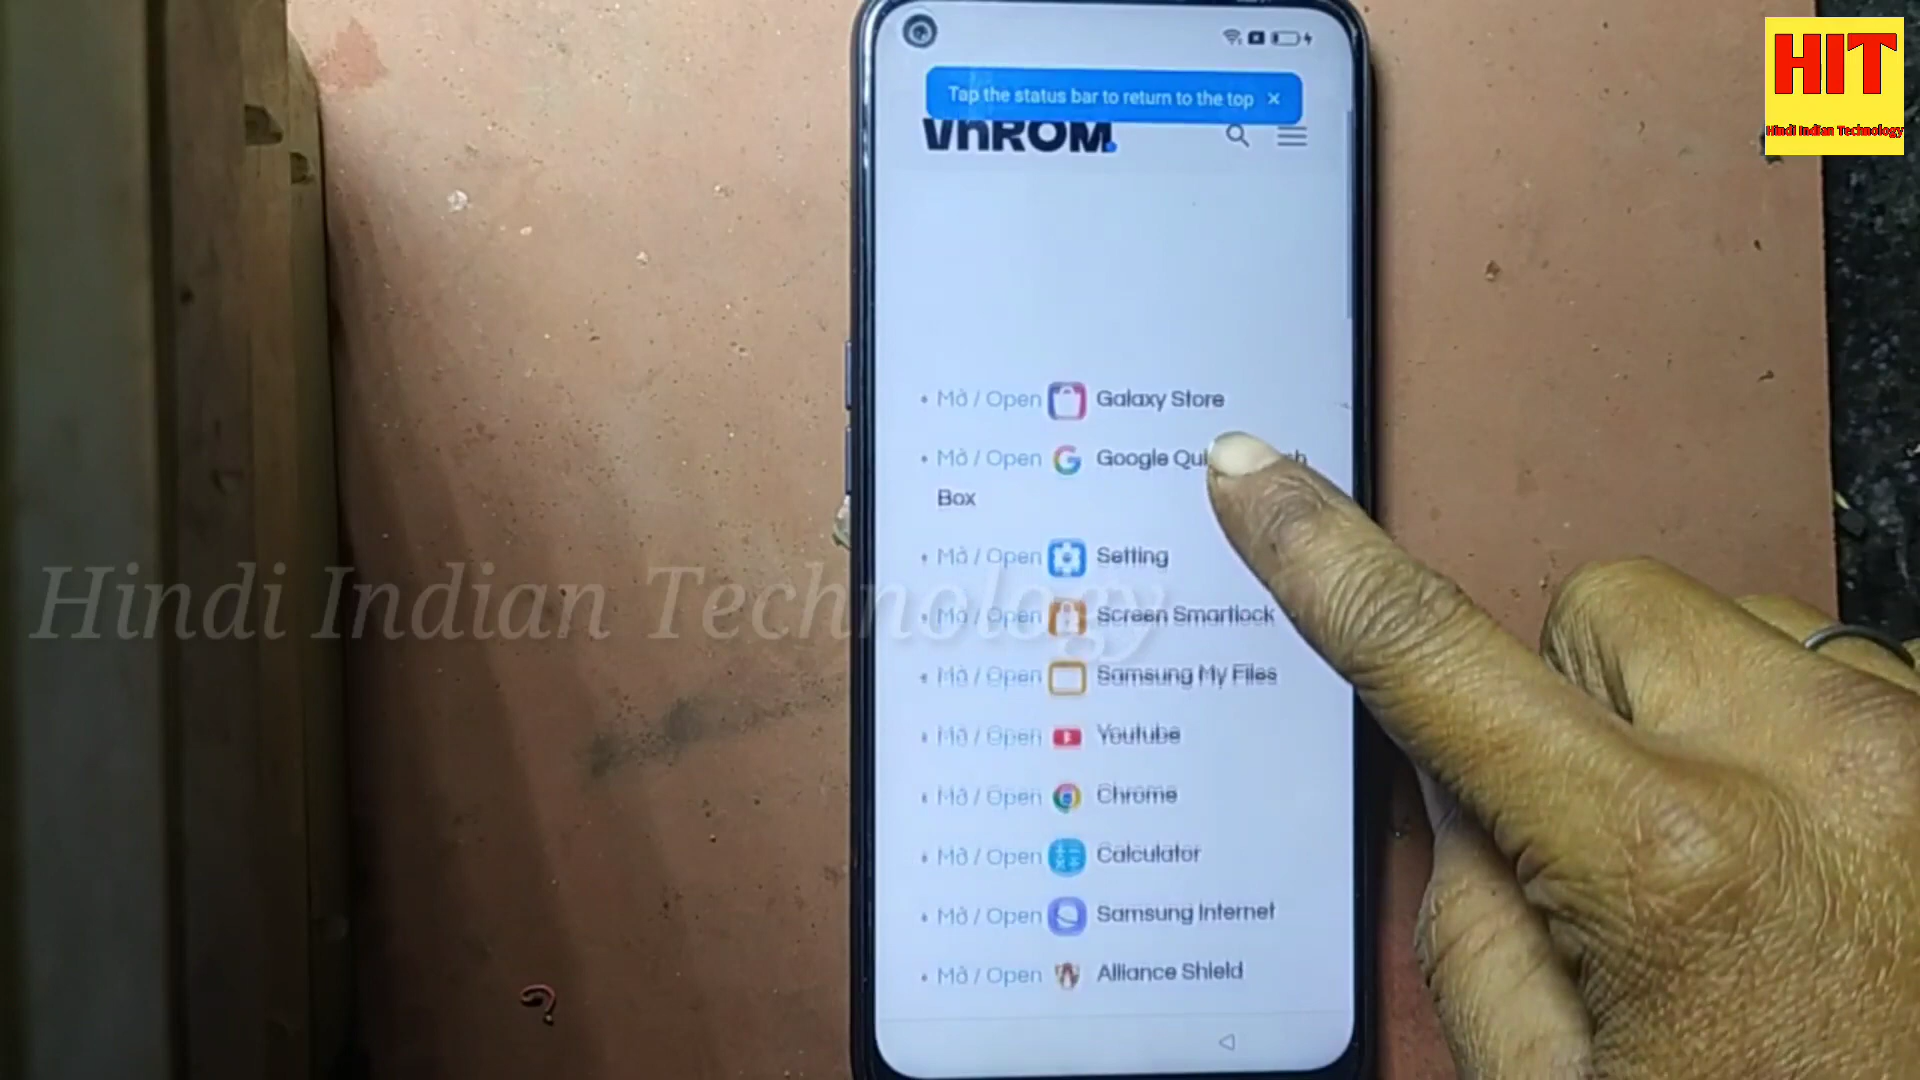 HIT
Hindi Indian Technology
Tap the status bar to return to the top ×
vnROM.
Mở / Open Galaxy Store
Mở / Open Google
Box
Mở / Open Setting
Mở / Open Screen Smartlock
Mở / Open Samsung My Files
Mở / Open Youtube
Mở / Open Chrome
Mở / Open Calculator
Mở / Open Samsung Internet
Mở / Open Alliance Shield
Hindi Indian Technology